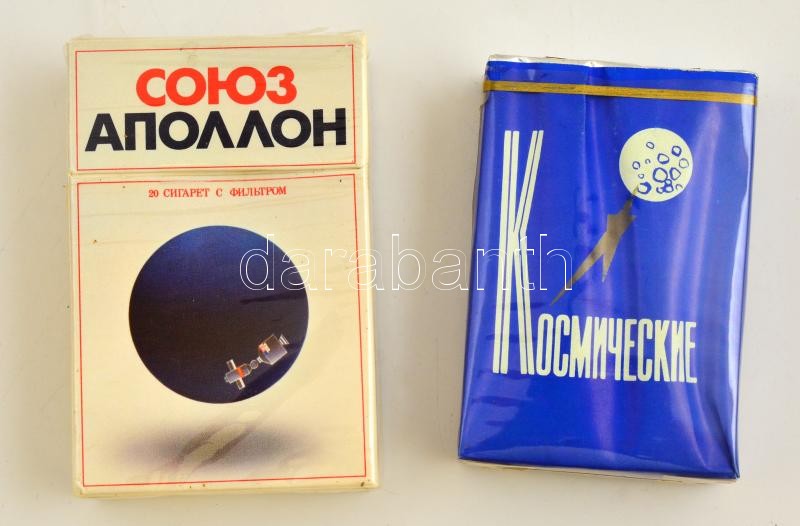 СОЮЗ
АПОЛЛОН
20 СИГАРЕТ С ФИЛЬТРОМ
darabanth
КОСМИЧЕСКИЕ